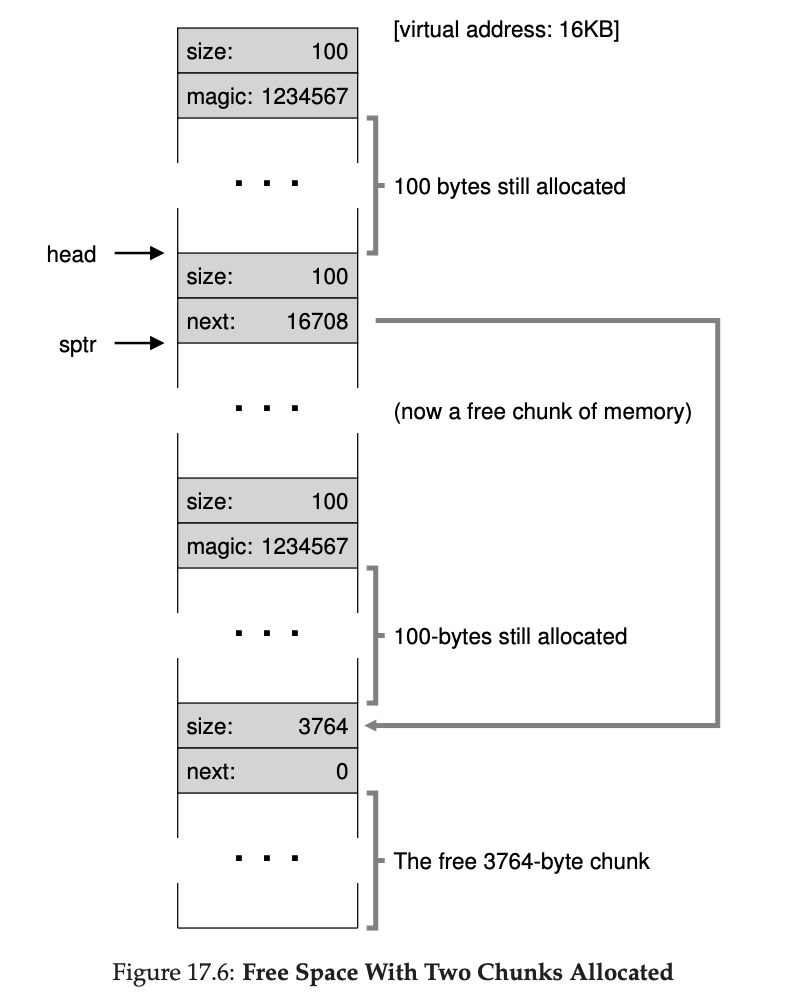 [virtual address: 16KB]
size: 100
magic: 1234567
. . .
100 bytes still allocated
head
size: 100
next: 16708
sptr
. . .
(now a free chunk of memory)
size: 100
magic: 1234567
. . .
100-bytes still allocated
size: 3764
next: 0
. . .
The free 3764-byte chunk
Figure 17.6: Free Space With Two Chunks Allocated